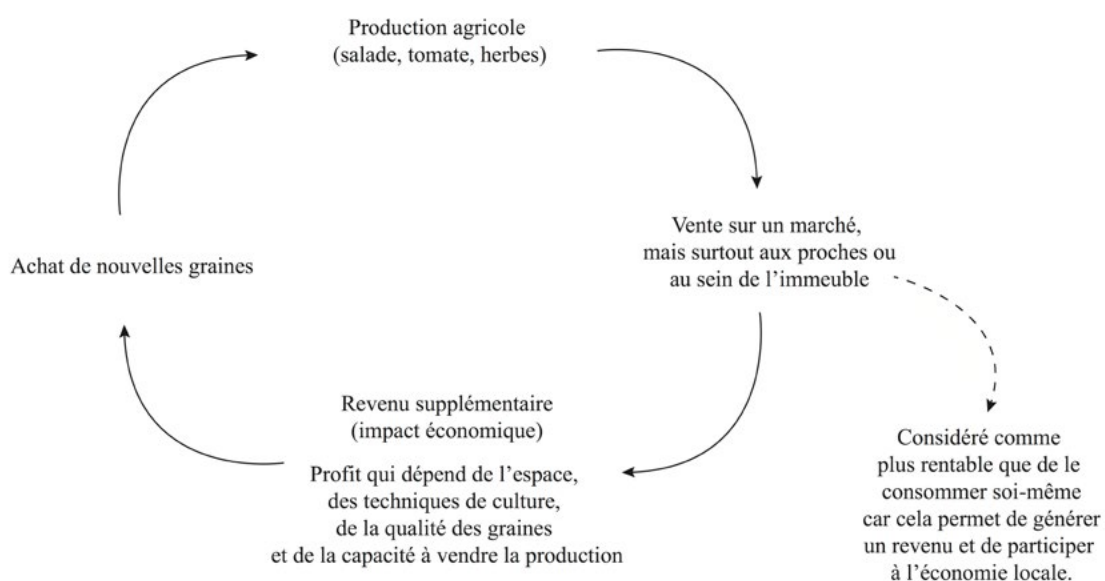 Production agricole
(salade, tomate, herbes)
Vente sur un marché,
mais surtout aux proches ou
au sein de l’immeuble
Considéré comme
plus rentable que de le
consommer soi-même
car cela permet de générer
un revenu et de participer
à l’économie locale.
Revenu supplémentaire
(impact économique)
Profit qui dépend de l’espace,
des techniques de culture,
de la qualité des graines
et de la capacité à vendre la production
Achat de nouvelles graines